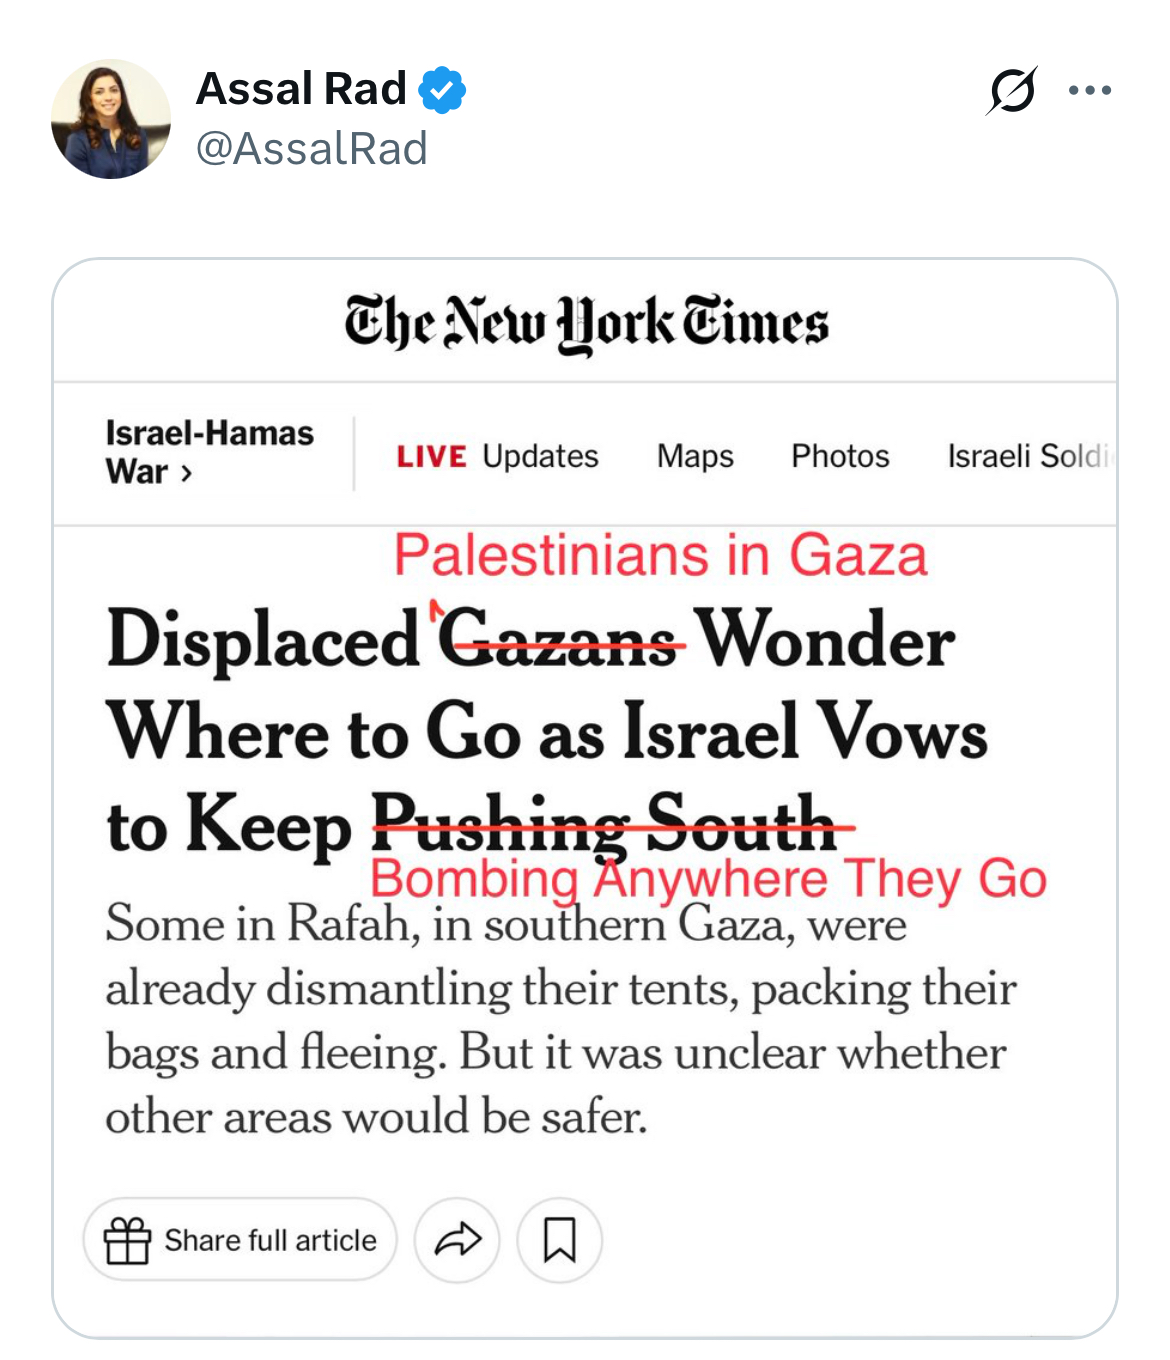 Assal Rad
@AssalRad
The New York Times
Israel-Hamas
War >
LIVE Updates Maps Photos Israeli Soldi
Palestinians in Gaza
Displaced Gazans Wonder
Where to Go as Israel Vows
to Keep Pushing South
Bombing Anywhere They Go
Some in Rafah, in southern Gaza, were
already dismantling their tents, packing their
bags and fleeing. But it was unclear whether
other areas would be safer.
Share full article